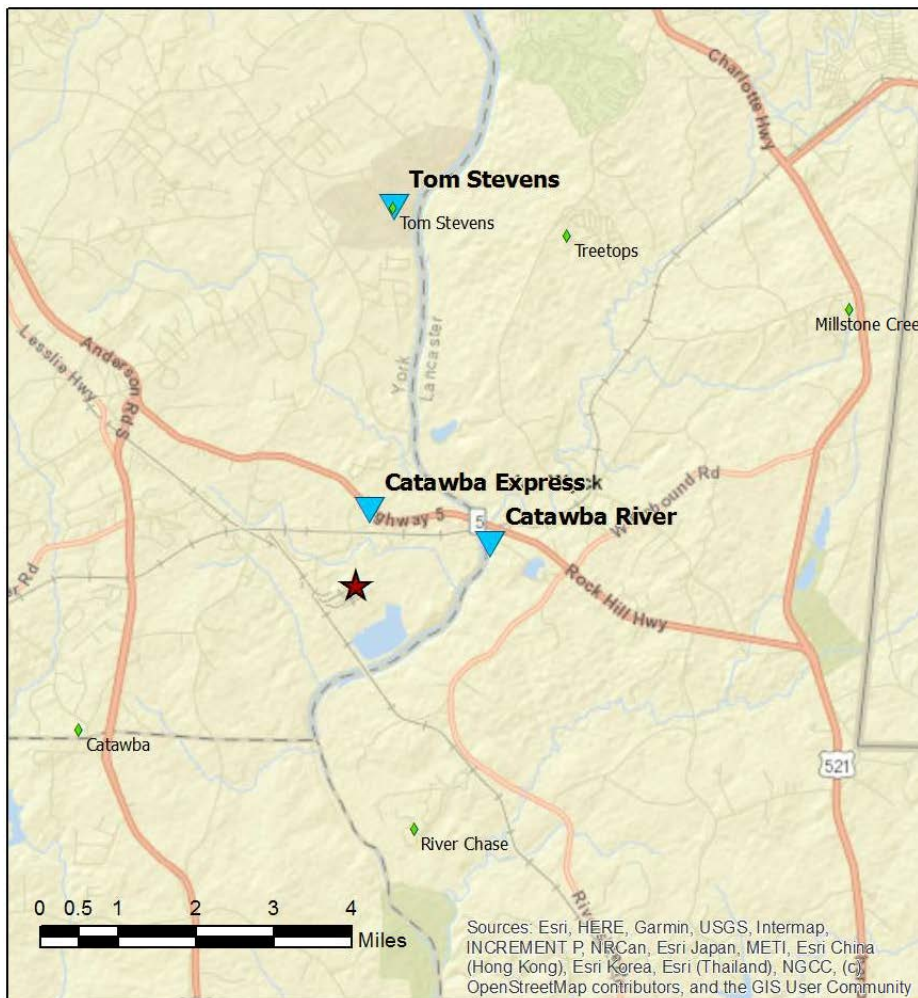 Charlotte Hwy
Tom Stevens
Tom Stevens
Treetops
Millstone Cree
York
Lancaster
Lesslie Hwy
Anderson Rd S
Catawba Express
Highway 5
5
Catawba River
Rd
Rock Hill Hwy
er Rd
Catawba
521
River Chase
0 0.5 1 2 3 4
Miles
Sources: Esri, HERE, Garmin, USGS, Intermap,
INCREMENT P, NRCan, Esri Japan, METI, Esri China
(Hong Kong), Esri Korea, Esri (Thailand), NGCC, (c)
OpenStreetMap contributors, and the GIS User Community